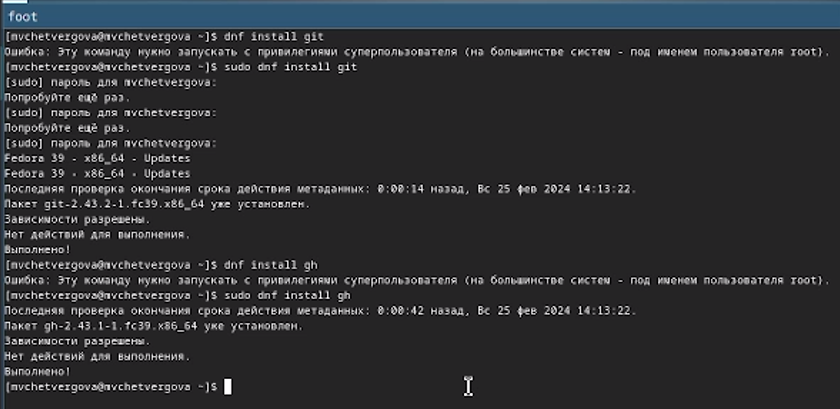 foot
[mvchetvergova@mvchetvergova ~]$ dnf install git
Ошибка: Эту команду нужно запускать с привилегиями суперпользователя (на большинстве систем - под именем пользователя root).
[mvchetvergova@mvchetvergova ~]$ sudo dnf install git
[sudo] пароль для mvchetvergova:
Попробуйте ещё раз.
[sudo] пароль для mvchetvergova:
Попробуйте ещё раз.
[sudo] пароль для mvchetvergova:
Fedora 39 - x86_64 - Updates
Fedora 39 - x86_64 - Updates
Последняя проверка окончания срока действия метаданных: 0:00:14 назад, Вс 25 фев 2024 14:13:22.
Пакет git-2.43.2-1.fc39.x86_64 уже установлен.
Зависимости разрешены.
Нет действий для выполнения.
Выполнено!
[mvchetvergova@mvchetvergova ~]$ dnf install gh
Ошибка: Эту команду нужно запускать с привилегиями суперпользователя (на большинстве систем - под именем пользователя root).
[mvchetvergova@mvchetvergova ~]$ sudo dnf install gh
Последняя проверка окончания срока действия метаданных: 0:00:42 назад, Вс 25 фев 2024 14:13:22.
Пакет gh-2.43.1-1.fc39.x86_64 уже установлен.
Зависимости разрешены.
Нет действий для выполнения.
Выполнено!
[mvchetvergova@mvchetvergova ~]$